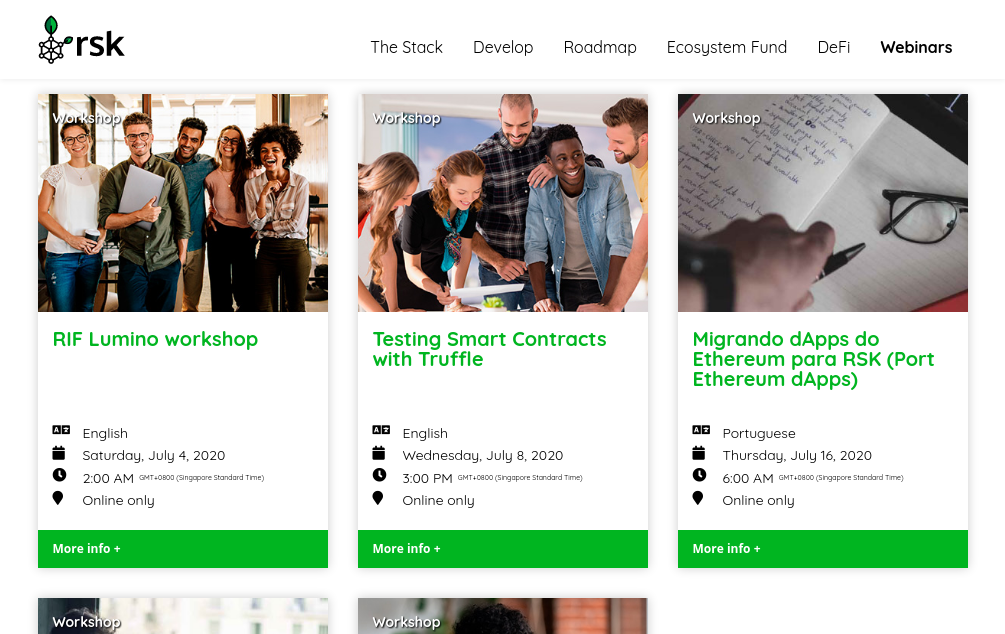 rsk
The Stack Develop Roadmap Ecosystem Fund DeFi Webinars
Workshop
RIF Lumino workshop
English
Saturday, July 4, 2020
2:00 AM GMT+0800 (Singapore Standard Time)
Online only
More info +
Workshop
Testing Smart Contracts
with Truffle
English
Wednesday, July 8, 2020
3:00 PM GMT+0800 (Singapore Standard Time)
Online only
More info +
Workshop
Migrando dApps do
Ethereum para RSK (Port
Ethereum dApps)
Portuguese
Thursday, July 16, 2020
6:00 AM GMT+0800 (Singapore Standard Time)
Online only
More info +
Workshop
Workshop